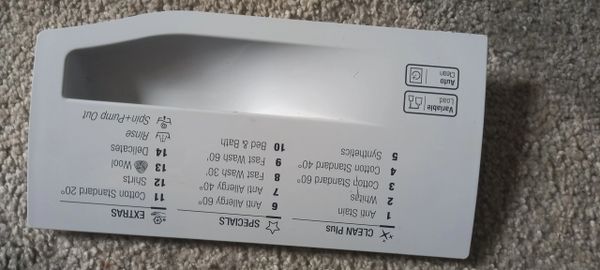 CLEAN Plus
1 Anti Stain
2 Whites
3 Cotton Standard 60°
4 Cotton Standard 40°
5 Synthetics
SPECIALS
6 Anti Allergy 60°
7 Anti Allergy 40°
8 Fast Wash 30'
9 Fast Wash 60'
10 Bed & Bath
EXTRAS
11 Cotton Standard 20°
12 Shirts
13 Wool
14 Delicates
Rinse
Spin+Pump Out
Variable
Load
Auto
Clean